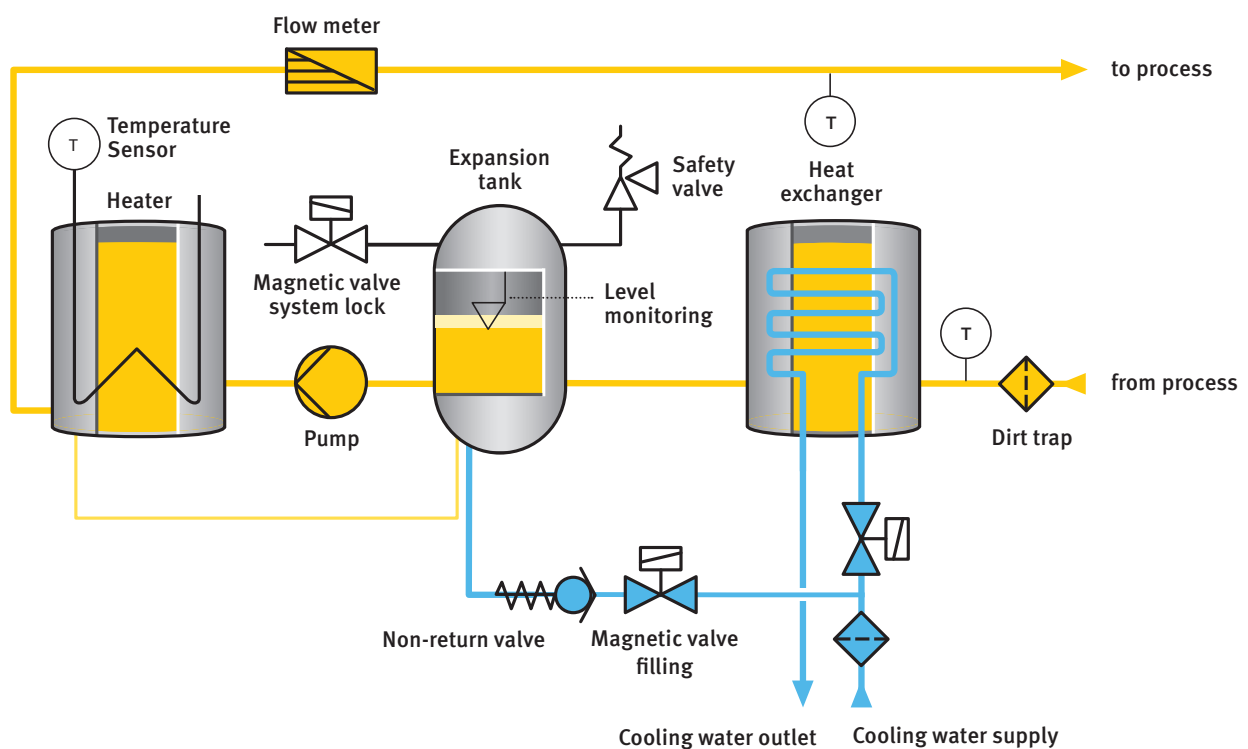 Flow meter
to process
T
Temperature
Sensor
T
Expansion
tank
Safety
valve
Heat
exchanger
Heater
Magnetic valve
system lock
Level
monitoring
T
from process
Pump
Dirt trap
Non-return valve
Magnetic valve
filling
Cooling water outlet
Cooling water supply